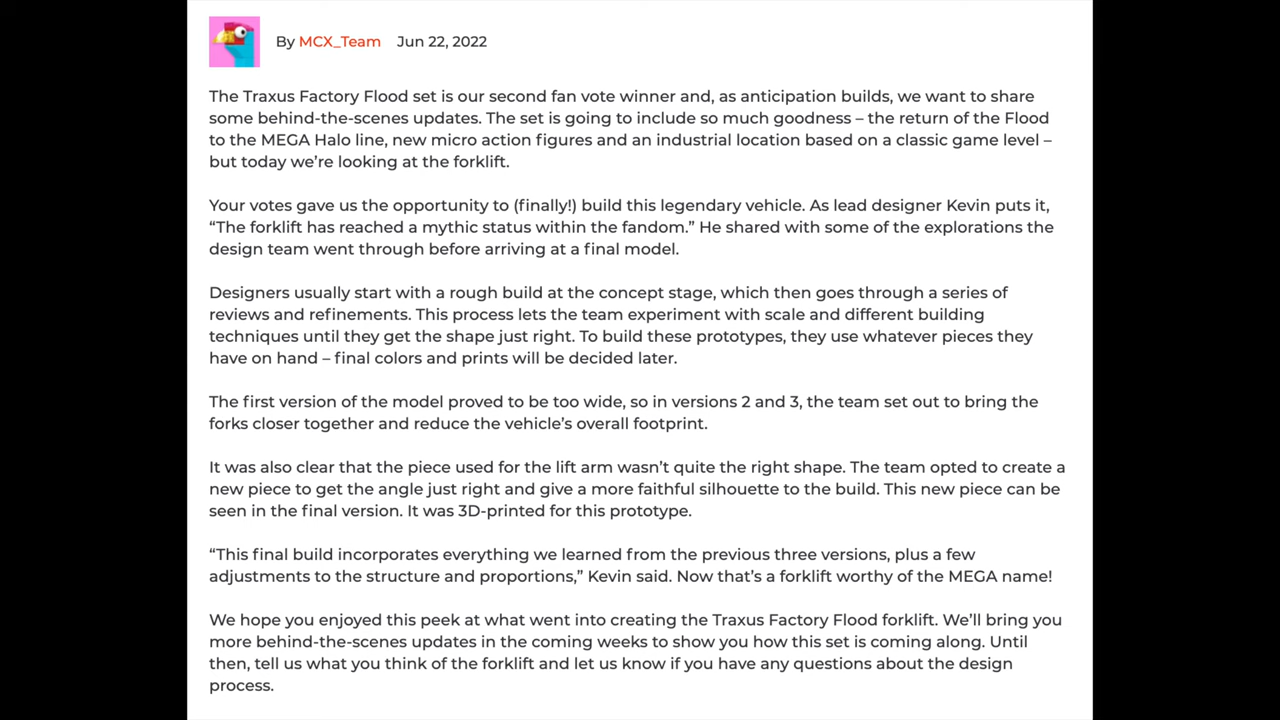 By MCX_Team Jun 22, 2022
The Traxus Factory Flood set is our second fan vote winner and, as anticipation builds, we want to share
some behind-the-scenes updates. The set is going to include so much goodness – the return of the Flood
to the MEGA Halo line, new micro action figures and an industrial location based on a classic game level –
but today we’re looking at the forklift.
Your votes gave us the opportunity to (finally!) build this legendary vehicle. As lead designer Kevin puts it,
“The forklift has reached a mythic status within the fandom.” He shared with some of the explorations the
design team went through before arriving at a final model.
Designers usually start with a rough build at the concept stage, which then goes through a series of
reviews and refinements. This process lets the team experiment with scale and different building
techniques until they get the shape just right. To build these prototypes, they use whatever pieces they
have on hand – final colors and prints will be decided later.
The first version of the model proved to be too wide, so in versions 2 and 3, the team set out to bring the
forks closer together and reduce the vehicle’s overall footprint.
It was also clear that the piece used for the lift arm wasn’t quite the right shape. The team opted to create a
new piece to get the angle just right and give a more faithful silhouette to the build. This new piece can be
seen in the final version. It was 3D-printed for this prototype.
“This final build incorporates everything we learned from the previous three versions, plus a few
adjustments to the structure and proportions,” Kevin said. Now that’s a forklift worthy of the MEGA name!
We hope you enjoyed this peek at what went into creating the Traxus Factory Flood forklift. We’ll bring you
more behind-the-scenes updates in the coming weeks to show you how this set is coming along. Until
then, tell us what you think of the forklift and let us know if you have any questions about the design
process.